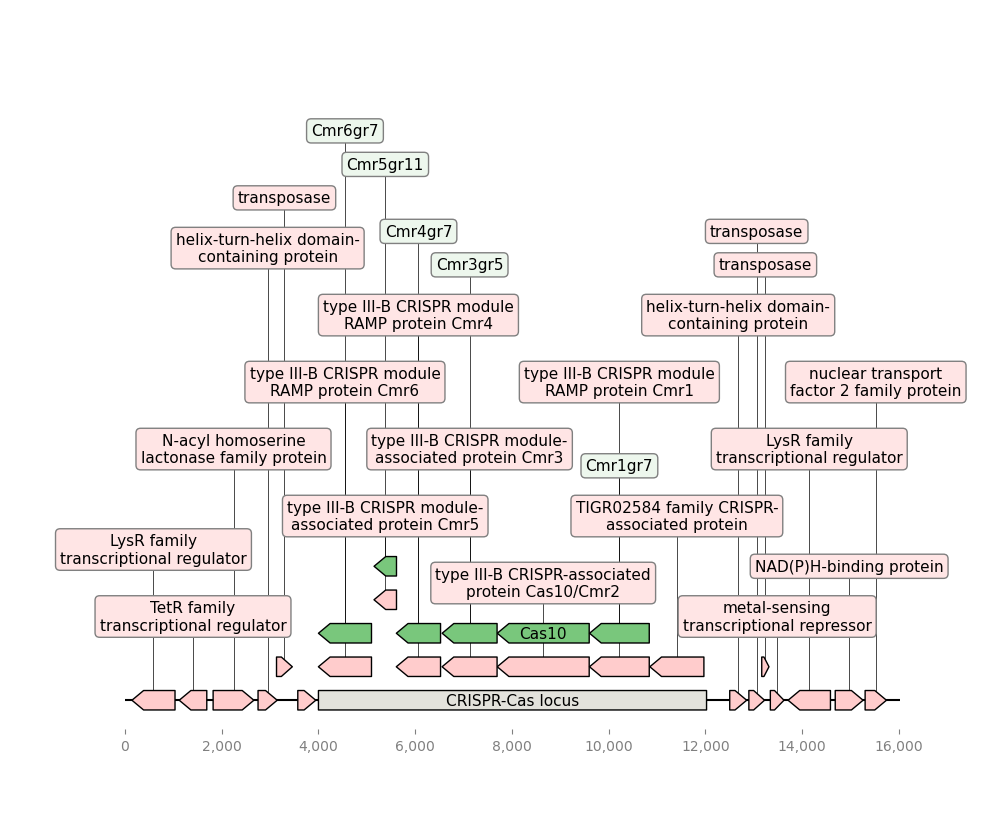 Cmr6gr7
Cmr5gr11
transposase
Cmr4gr7
transposase
helix-turn-helix domain-
containing protein
Cmr3gr5
transposase
type III-B CRISPR module
RAMP protein Cmr4
helix-turn-helix domain-
containing protein
type III-B CRISPR module
RAMP protein Cmr6
type III-B CRISPR module
RAMP protein Cmr1
nuclear transport
factor 2 family protein
N-acyl homoserine
lactonase family protein
type III-B CRISPR module-
associated protein Cmr3
LysR family
transcriptional regulator
Cmr1gr7
type III-B CRISPR module-
associated protein Cmr5
TIGR02584 family CRISPR-
associated protein
LysR family
transcriptional regulator
NAD(P)H-binding protein
type III-B CRISPR-associated
protein Cas10/Cmr2
TetR family
transcriptional regulator
metal-sensing
transcriptional repressor
Cas10
CRISPR-Cas locus
0
2,000
4,000
6,000
8,000
10,000
12,000
14,000
16,000